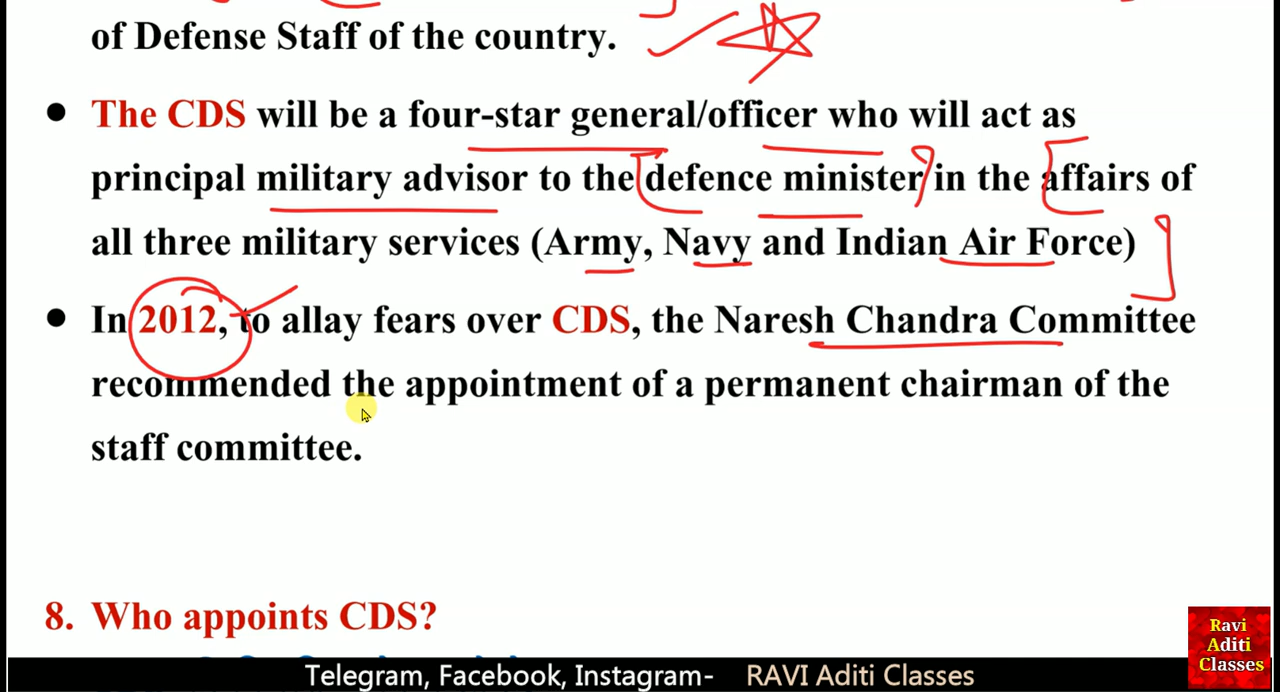 of Defense Staff of the country.
● The CDS will be a four-star general/officer who will act as
principal military advisor to the defence minister in the affairs of
all three military services (Army, Navy and Indian Air Force)
● In 2012, to allay fears over CDS, the Naresh Chandra Committee
recommended the appointment of a permanent chairman of the
staff committee.
8. Who appoints CDS?
Telegram, Facebook, Instagram- RAVI Aditi Classes
Ravi
Aditi
Classes